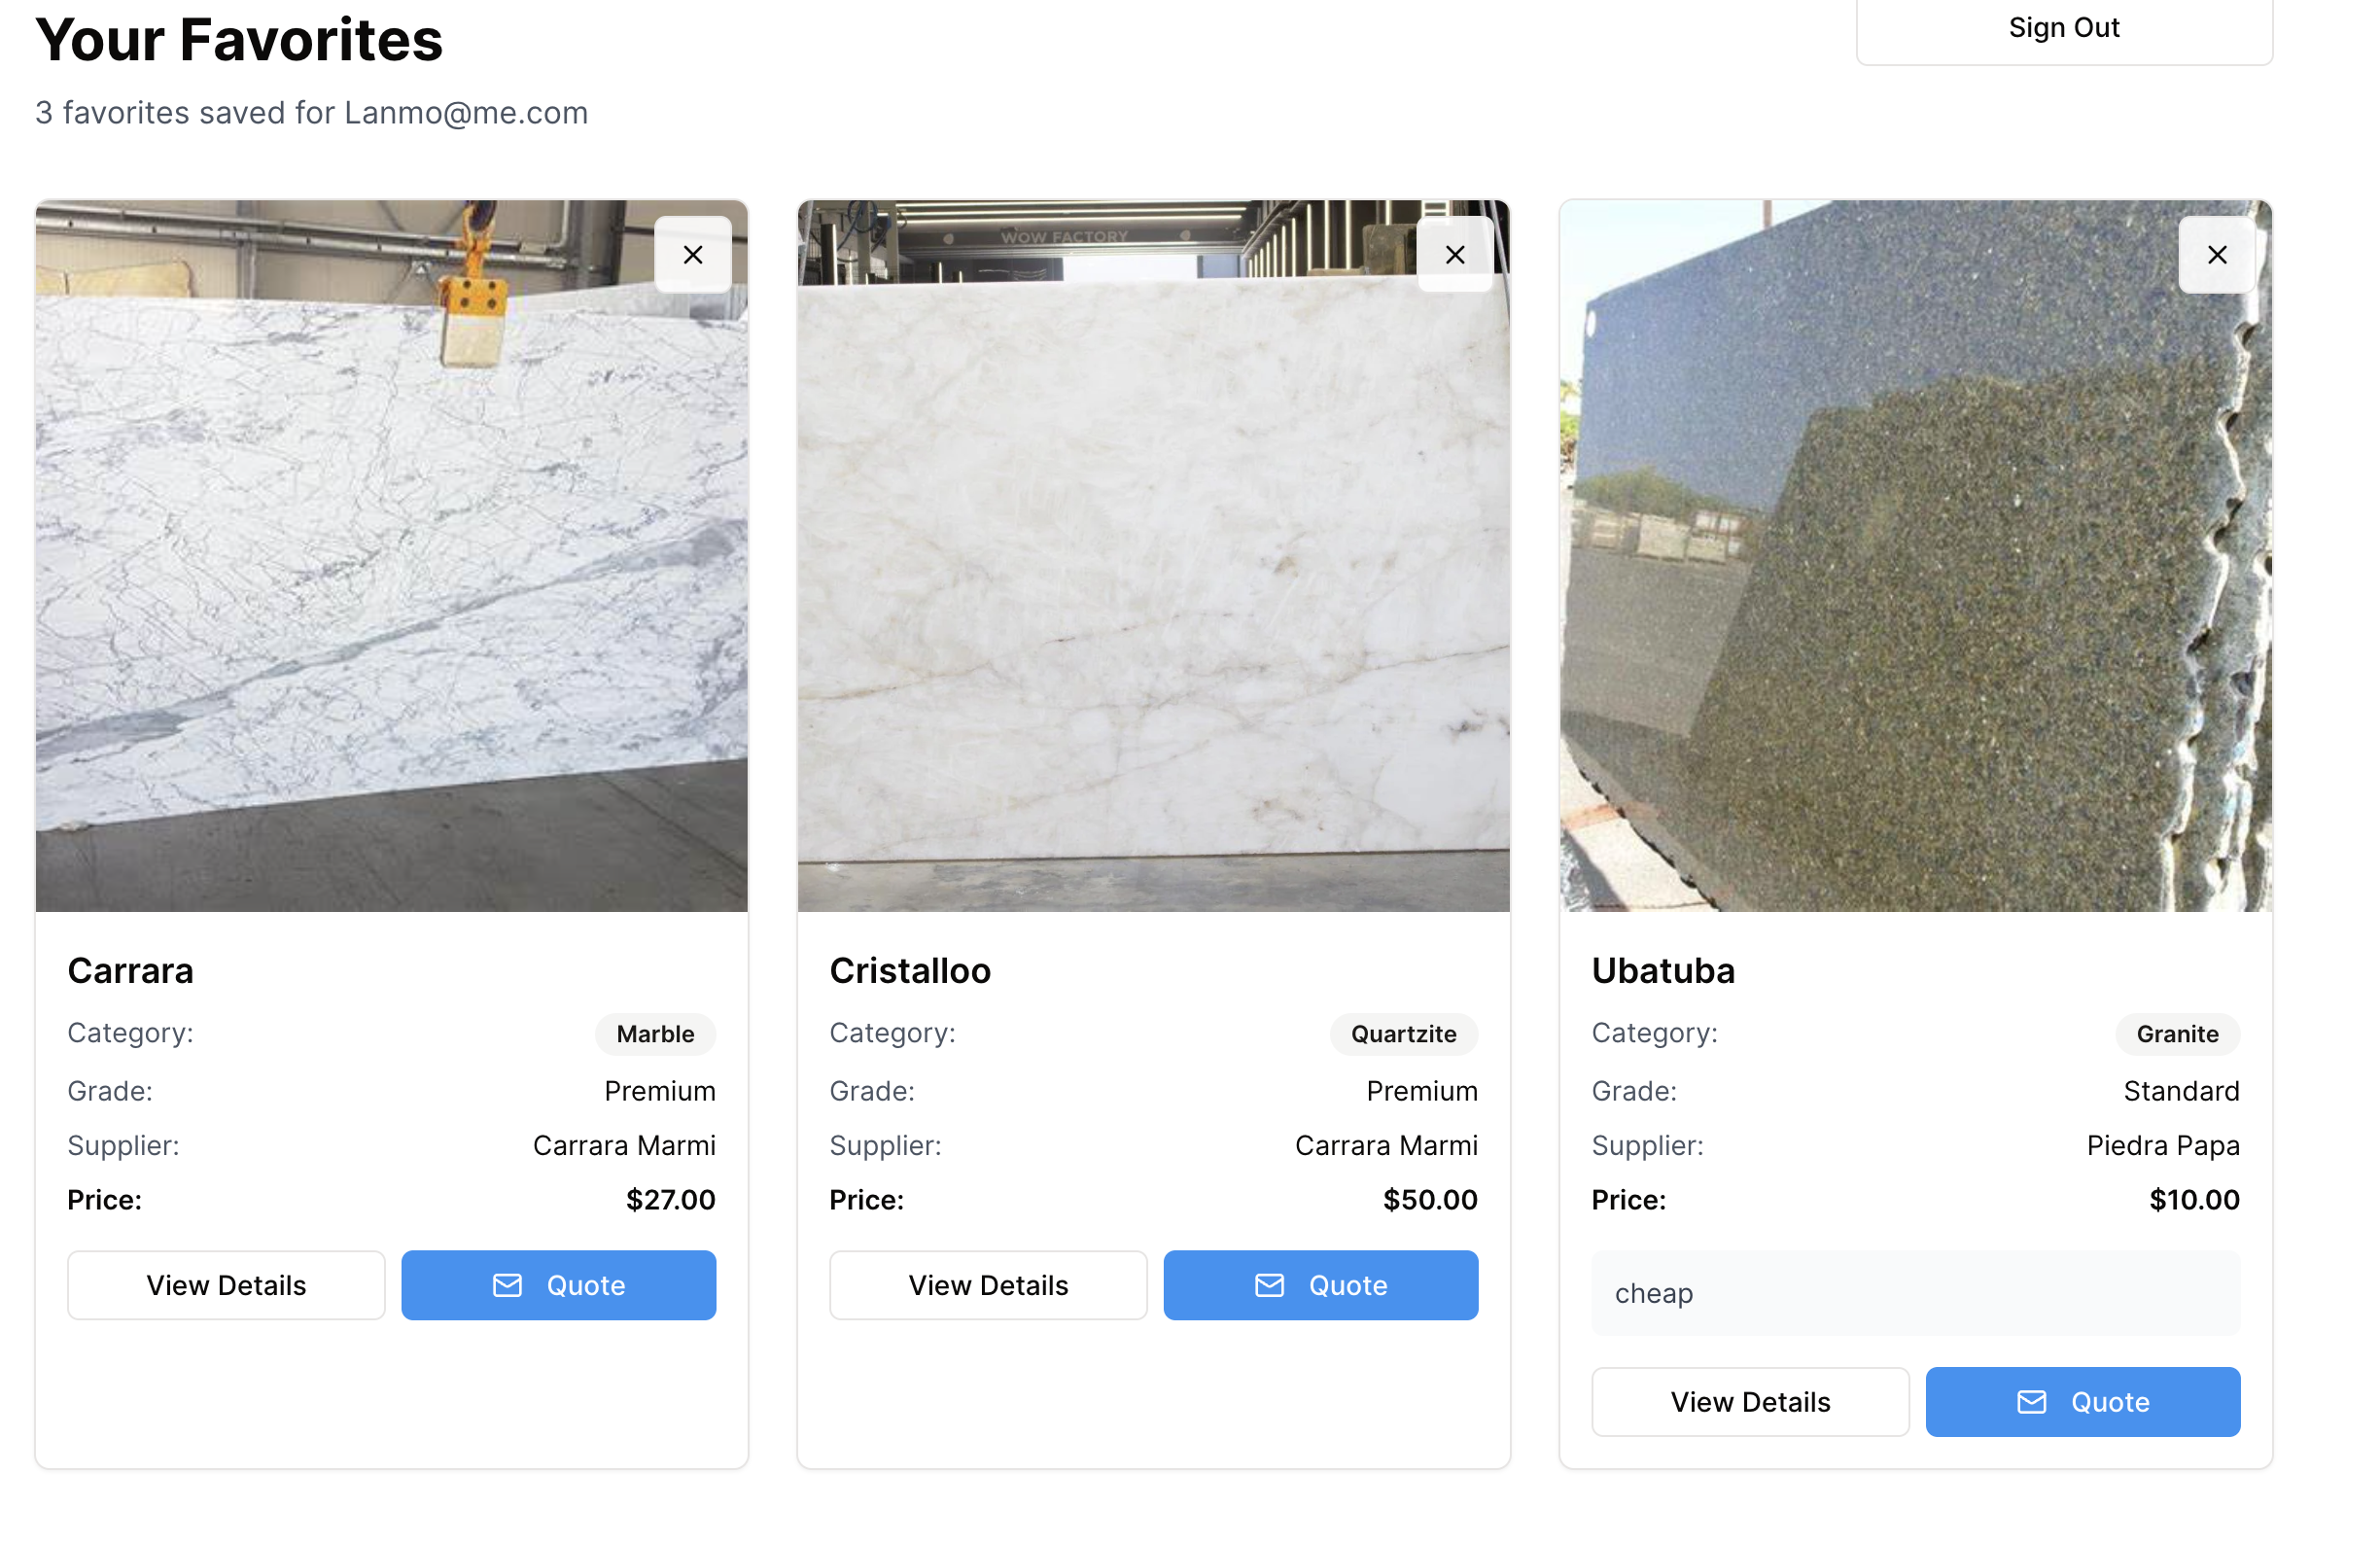 Your Favorites
Sign Out
3 favorites saved for Lanmo@me.com
WOW FACTORY
Carrara
Category: Marble
Grade: Premium
Supplier: Carrara Marmi
Price: $27.00
View Details Quote
Cristalloo
Category: Quartzite
Grade: Premium
Supplier: Carrara Marmi
Price: $50.00
View Details Quote
Ubatuba
Category: Granite
Grade: Standard
Supplier: Piedra Papa
Price: $10.00
cheap
View Details Quote